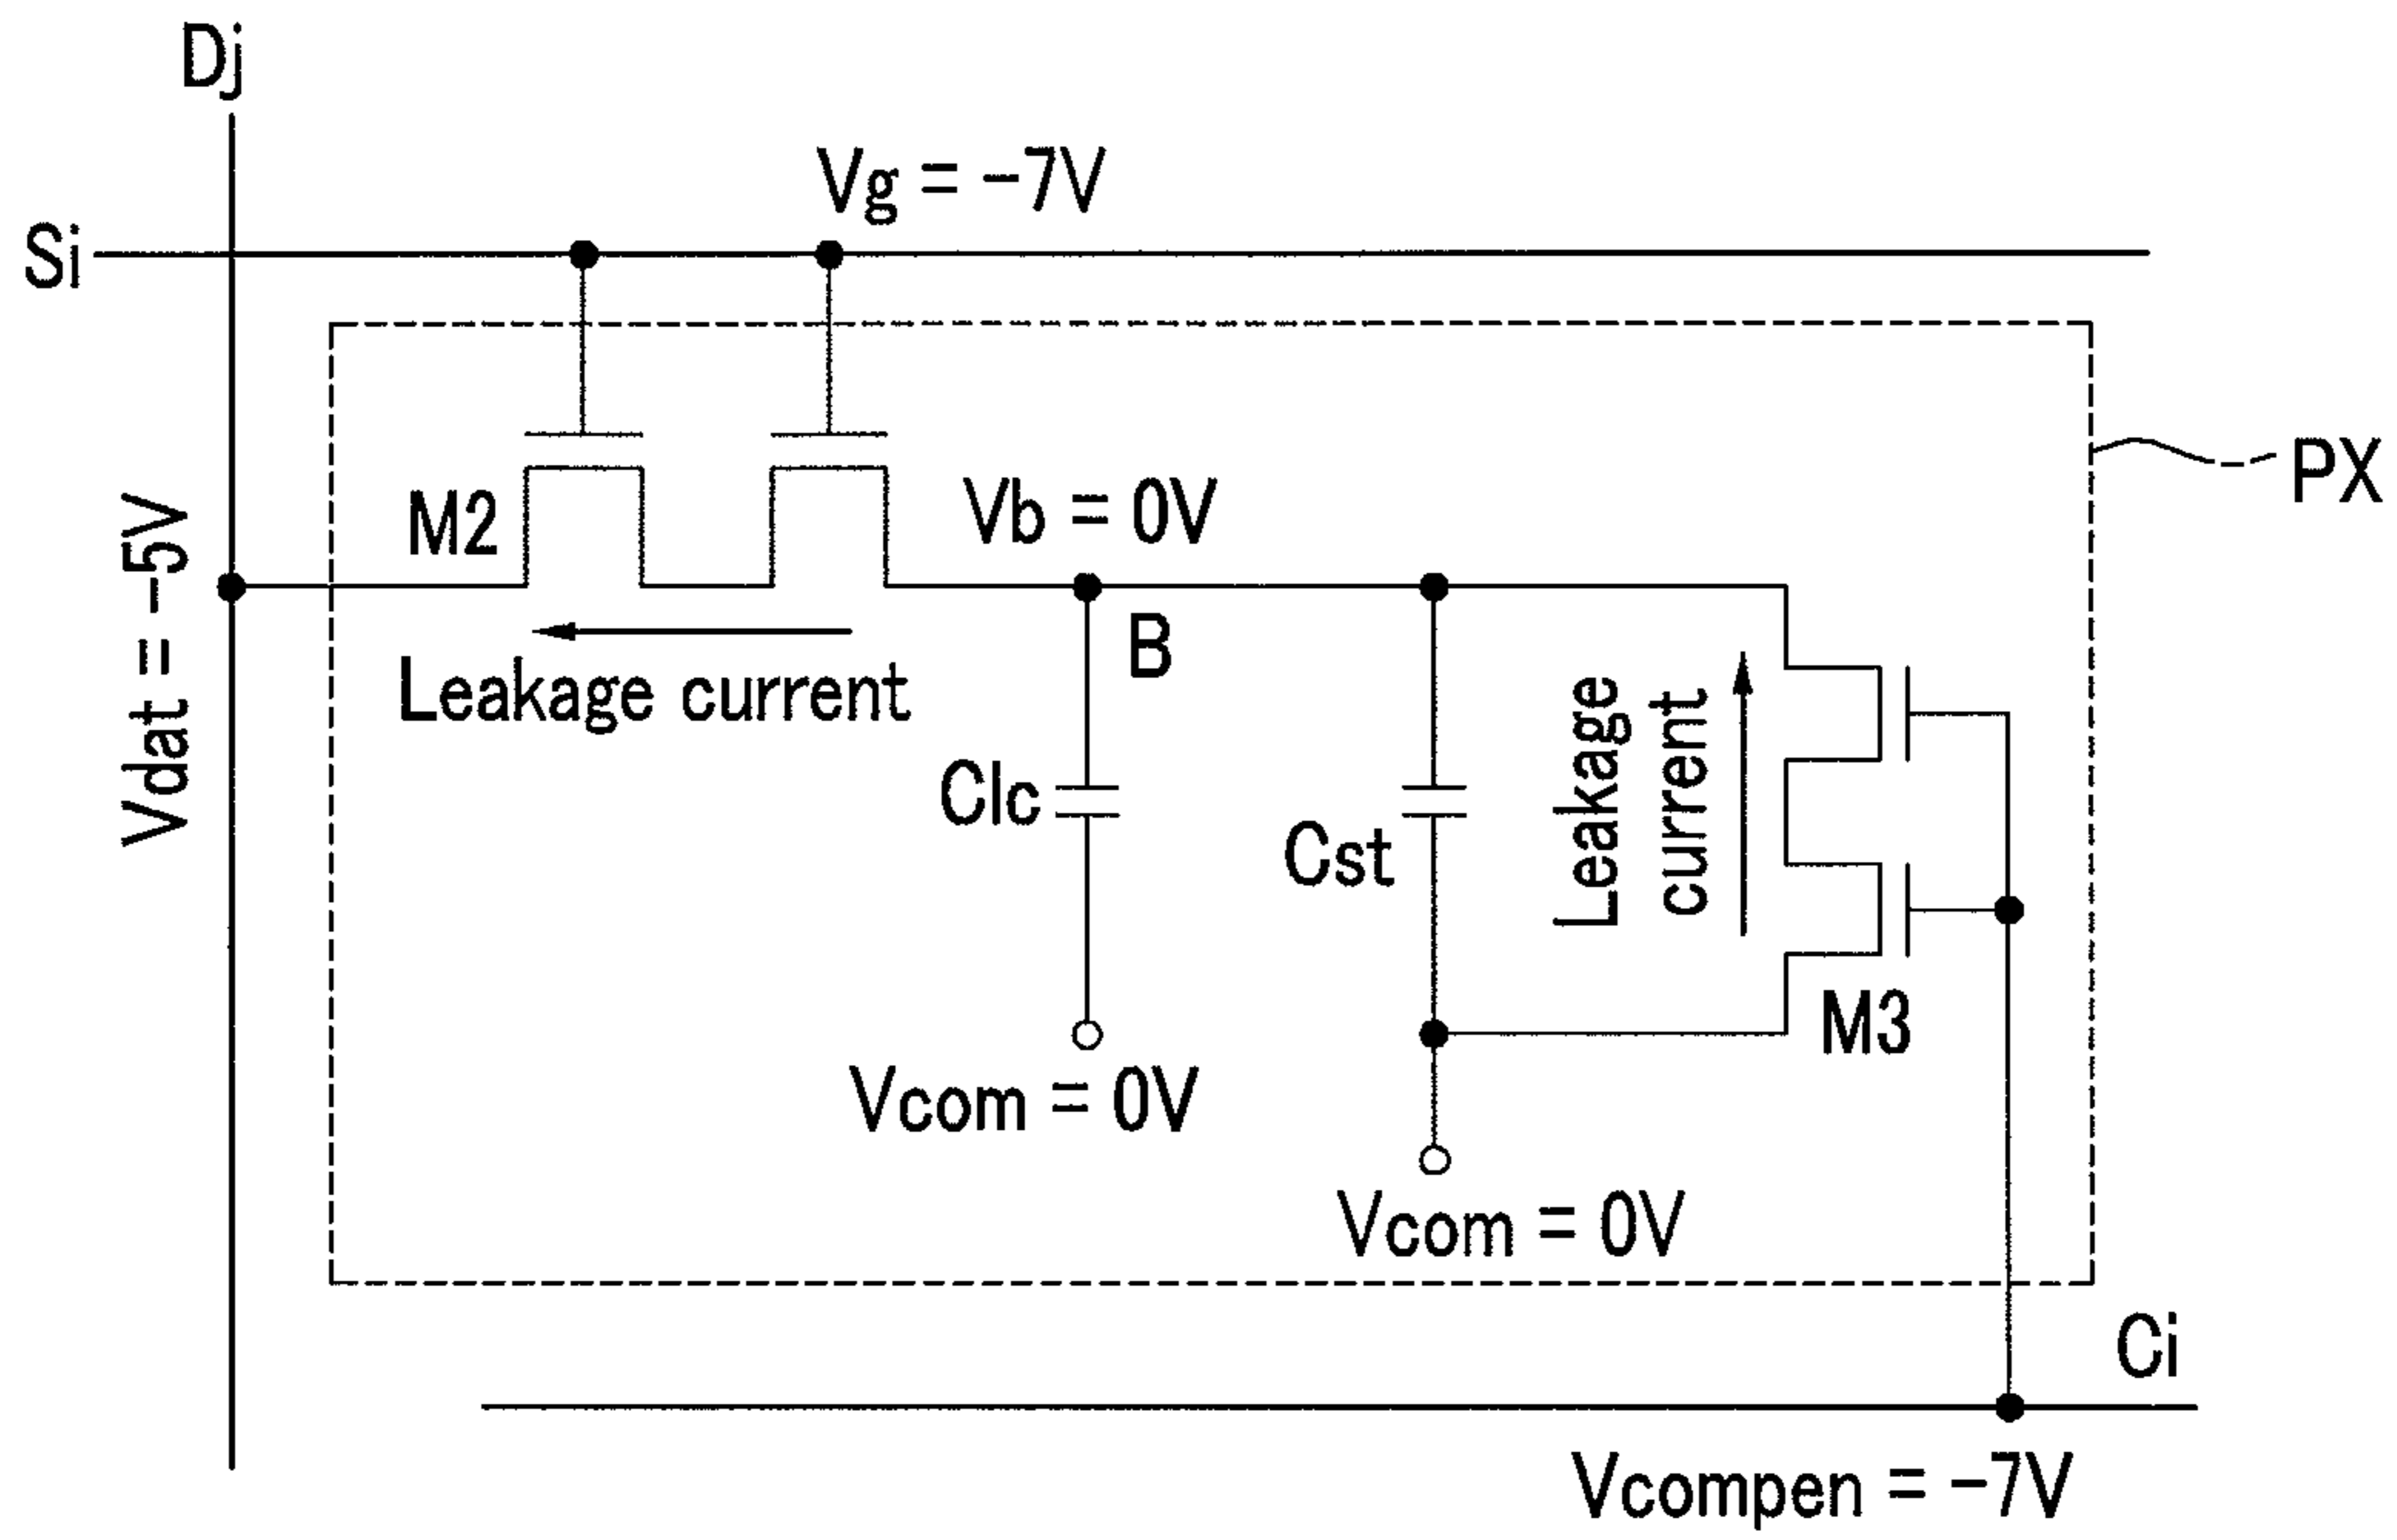 Dj
Vg = -7V
Si
PX
M2
Vb = 0V
Vdat = -5V
B
Leakage current
Clc
Cst
Leakage
current
M3
Vcom = 0V
Vcom = 0V
Ci
Vcompen = -7V